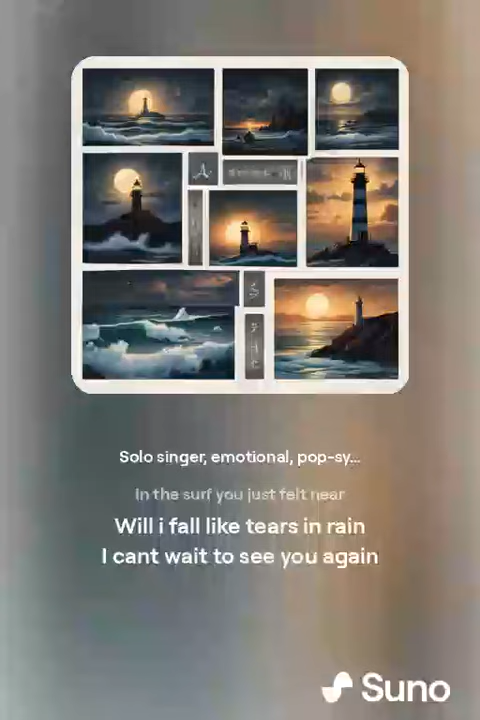 Solo singer, emotional, pop-sy...
In the surf you just felt near
Will i fall like tears in rain
I cant wait to see you again
Suno